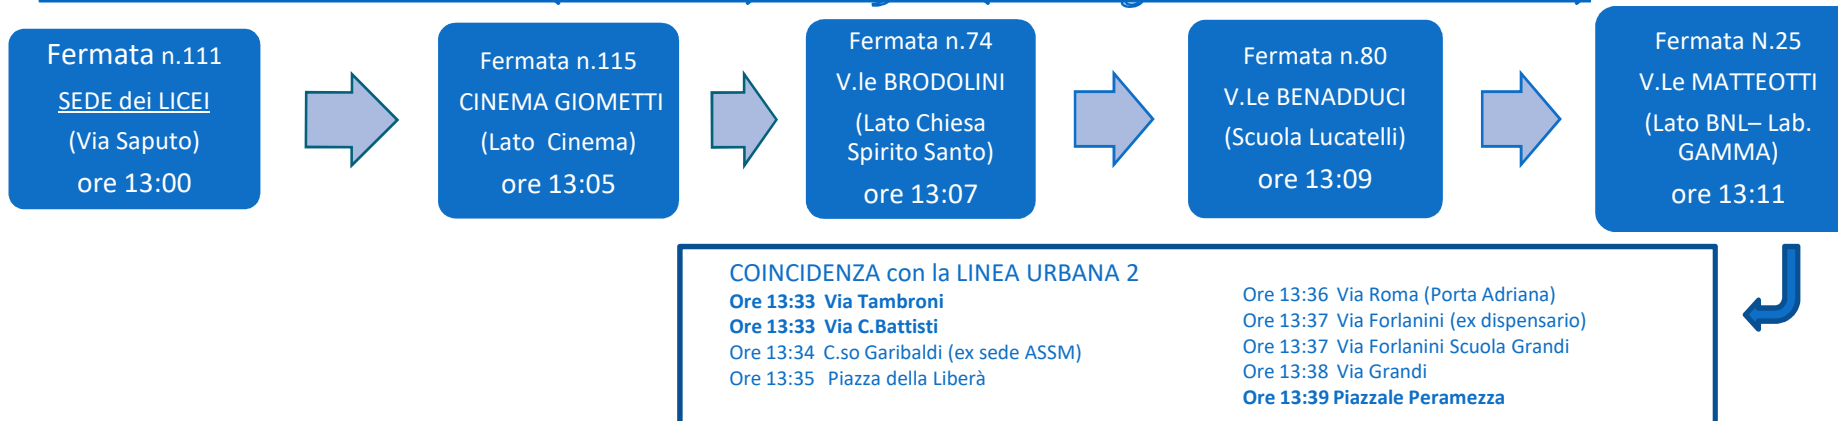 Fermata n.111
SEDE dei LICEI
(Via Saputo)
ore 13:00
Fermata n.115
CINEMA GIOMETTI
(Lato Cinema)
ore 13:05
Fermata n.74
V.le BRODOLINI
(Lato Chiesa
Spirito Santo)
ore 13:07
Fermata n.80
V.Le BENADDUCI
(Scuola Lucatelli)
ore 13:09
Fermata N.25
V.Le MATTEOTTI
(Lato BNL– Lab.
GAMMA)
ore 13:11
COINCIDENZA con la LINEA URBANA 2
Ore 13:33 Via Tambroni
Ore 13:33 Via C.Battisti
Ore 13:34 C.so Garibaldi (ex sede ASSM)
Ore 13:35 Piazza della Liberà
Ore 13:36 Via Roma (Porta Adriana)
Ore 13:37 Via Forlanini (ex dispensario)
Ore 13:37 Via Forlanini Scuola Grandi
Ore 13:38 Via Grandi
Ore 13:39 Piazzale Peramezza